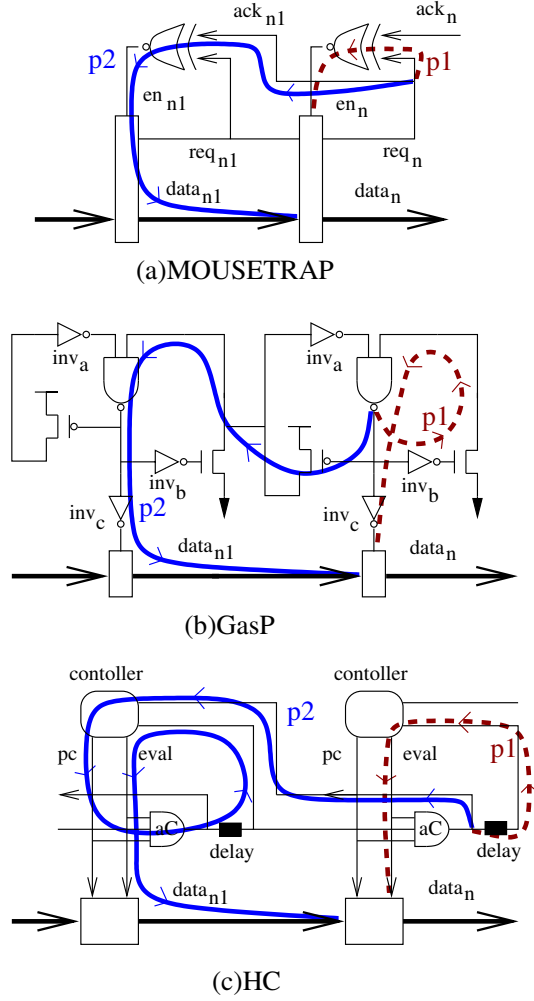 ack n1
ack n
p2
p1
en n1
en n
req n1
req n
data n1
data n
(a)MOUSETRAP
inv a
inv a
p1
inv b
inv b
inv c
p2
inv c
data n1
data n
(b)GasP
contoller
contoller
p2
pc
eval
pc
eval
p1
aC
aC
delay
delay
data n1
data n
(c)HC